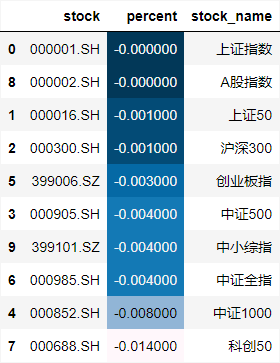 stock percent stock_name
0 000001.SH -0.000000 上证指数
8 000002.SH -0.000000 A股指数
1 000016.SH -0.001000 上证50
2 000300.SH -0.001000 沪深300
5 399006.SZ -0.003000 创业板指
3 000905.SH -0.004000 中证500
9 399101.SZ -0.004000 中小综指
6 000985.SH -0.004000 中证全指
4 000852.SH -0.008000 中证1000
7 000688.SH -0.014000 科创50